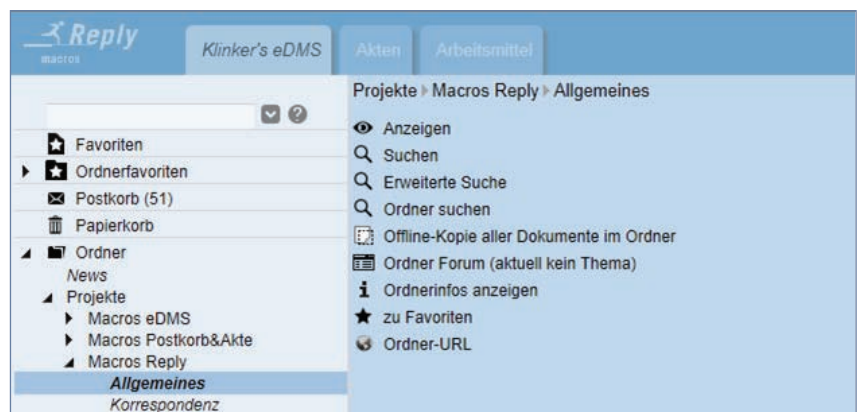 Reply
macros
Klinker's eDMS
Akten
Arbeitsmittel
Projekte Macros Reply Allgemeines
Favoriten
Ordnerfavoriten
Postkorb (51)
Papierkorb
Ordner
News
Projekte
Macros eDMS
Macros Postkorb&Akte
Macros Reply
Allgemeines
Korrespondenz
Anzeigen
Suchen
Erweiterte Suche
Ordner suchen
Offline-Kopie aller Dokumente im Ordner
Ordner Forum (aktuell kein Thema)
Ordnerinfos anzeigen
zu Favoriten
Ordner-URL